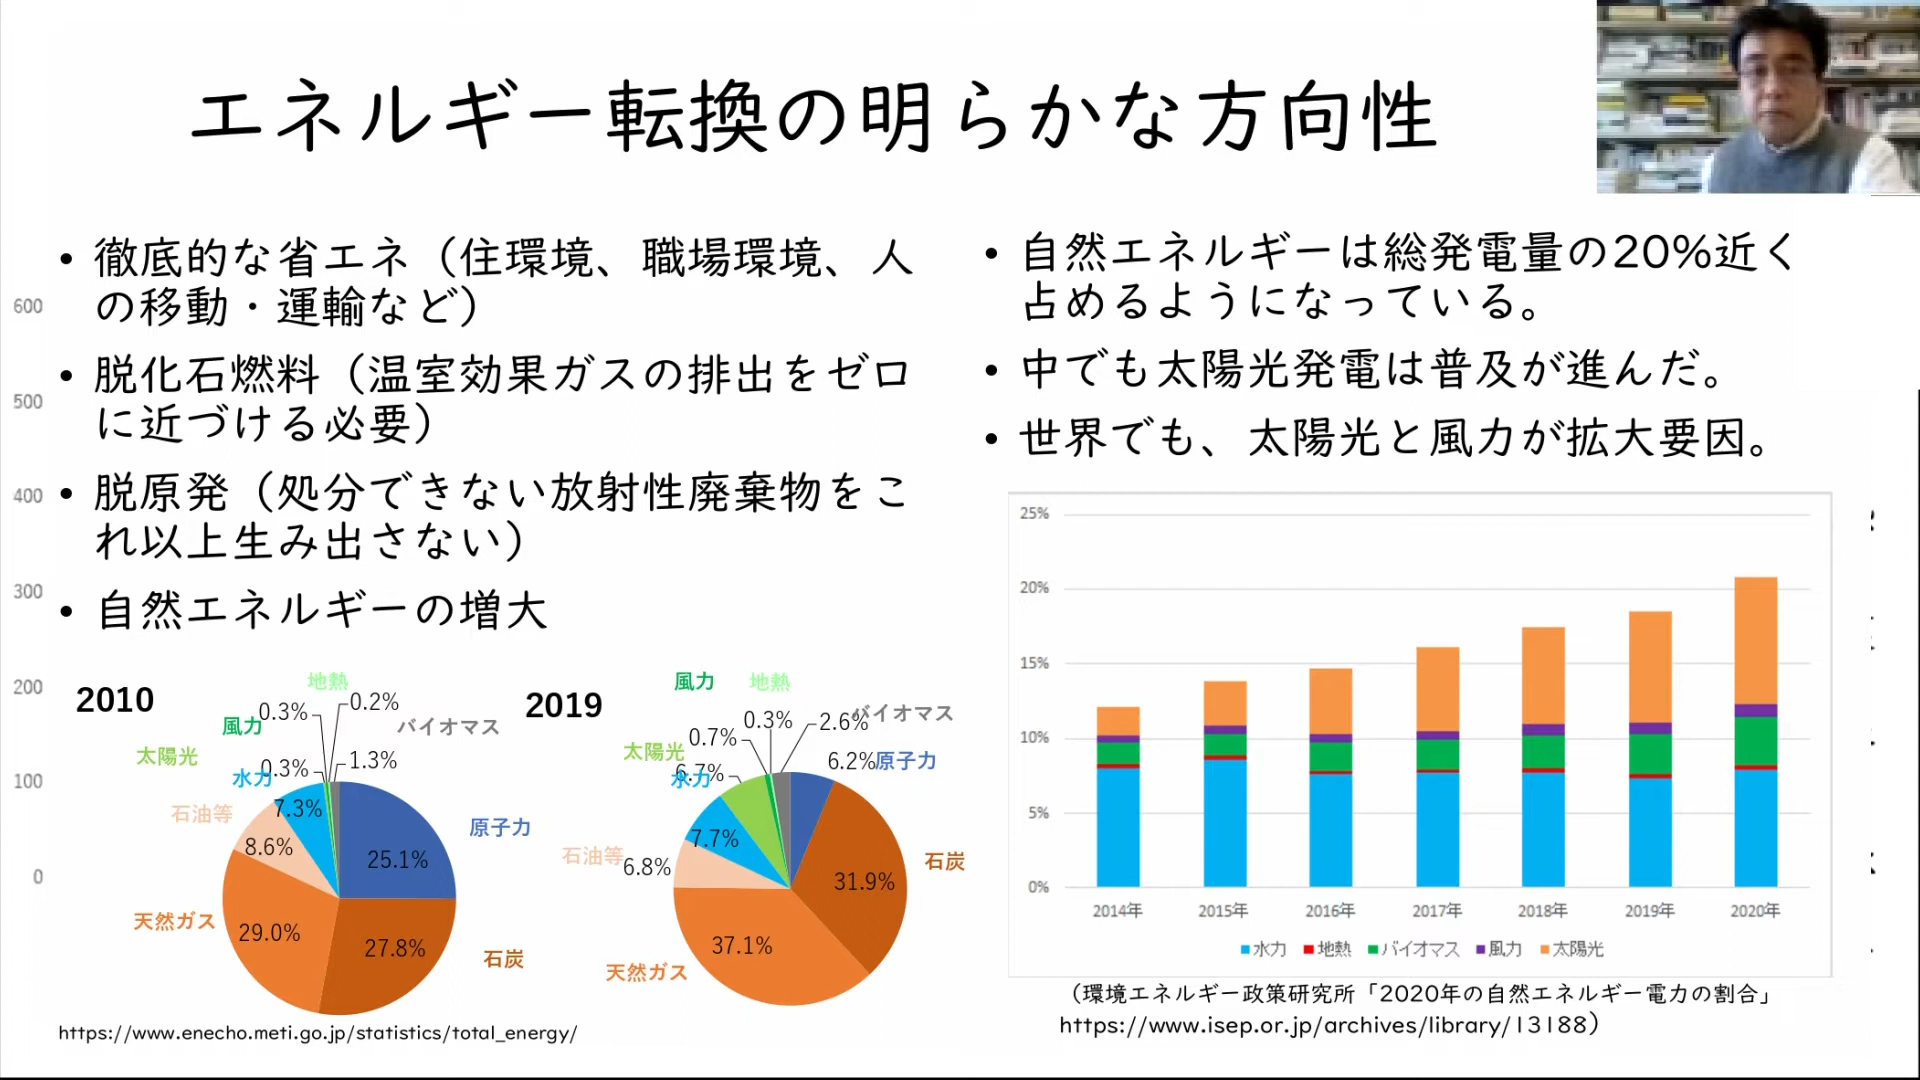 エネルギー転換の明らかな方向性
• 徹底的な省エネ（住環境、職場環境、人
の移動・運輸など）
• 脱化石燃料（温室効果ガスの排出をゼロ
に近づける必要）
• 脱原発（処分できない放射性廃棄物をこ
れ以上生み出さない）
• 自然エネルギーの増大
600
500
400
300
200
100
0
• 自然エネルギーは総発電量の20%近く
占めるようになっている。
• 中でも太陽光発電は普及が進んだ。
• 世界でも、太陽光と風力が拡大要因。
2010
地熱
0.2%
0.3%
風力
バイオマス
太陽光
0.3%
1.3%
水力
7.3%
石油等
8.6%
原子力
25.1%
天然ガス
29.0%
27.8%
石炭
https://www.enecho.meti.go.jp/statistics/total_energy/
2019
風力
地熱
バイオマス
0.3%
2.6%
0.7%
太陽光
6.2%
原子力
6.7%
水力
7.7%
石油等
6.8%
31.9%
石炭
37.1%
天然ガス
25%
20%
15%
10%
5%
0%
2014年 2015年 2016年 2017年 2018年 2019年 2020年
水力 地熱 バイオマス 風力 太陽光
（環境エネルギー政策研究所「2020年の自然エネルギー電力の割合」
https://www.isep.or.jp/archives/library/13188）